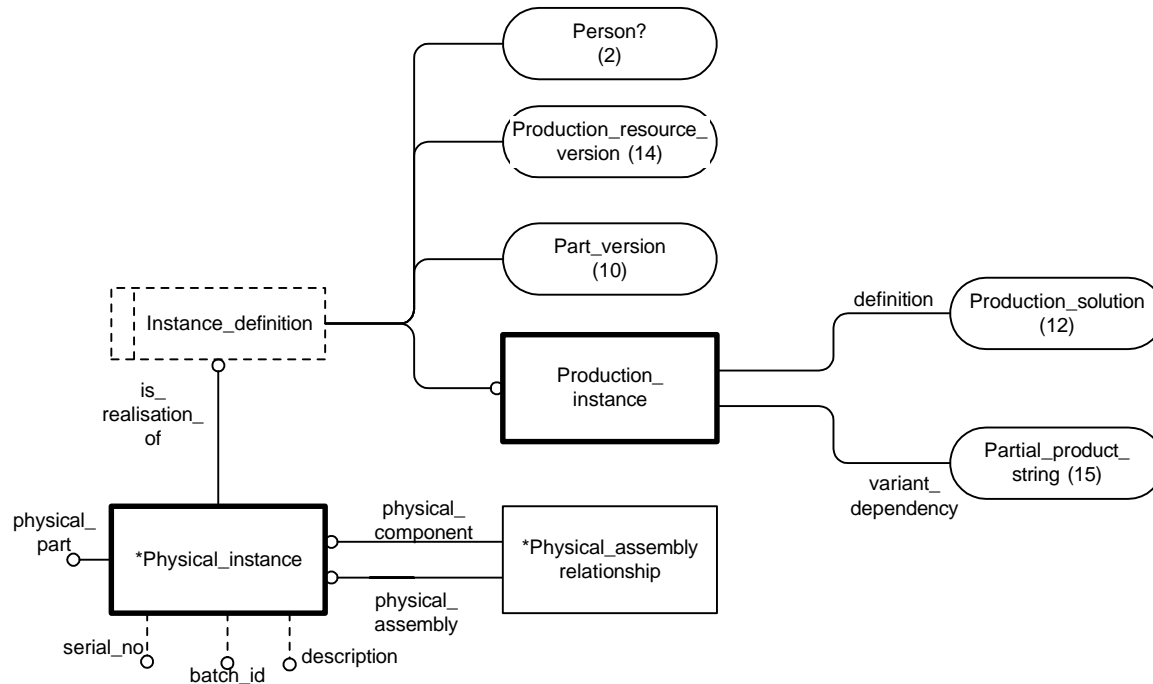 Person?
(2)
Production_resource_
version (14)
Part_version
(10)
Instance_definition
definition
Production_solution
(12)
Production_
instance
is_
realisation_
of
Partial_product_
string (15)
variant_
dependency
physical_
part
*Physical_instance
physical_
component
*Physical_assembly
relationship
physical_
assembly
serial_no
batch_id
description